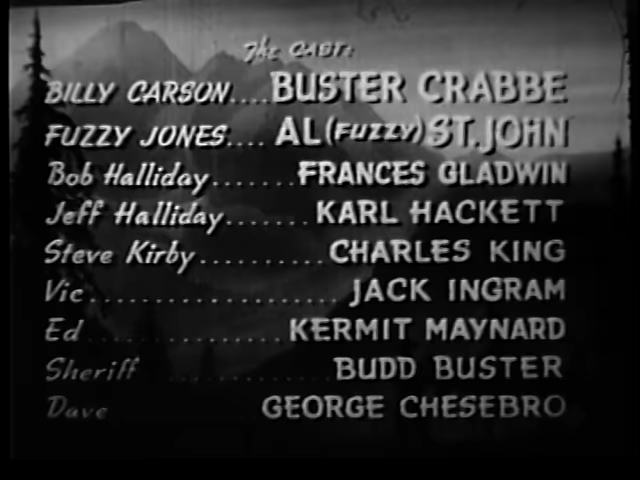 The CAST:
BILLY CARSON....BUSTER CRABBE
FUZZY JONES.... AL (FUZZY) ST. JOHN
Bob Halliday.......FRANCES GLADWIN
Jeff Halliday....... KARL HACKETT
Steve Kirby.......... CHARLES KING
Vic..................... JACK INGRAM
Ed................ KERMIT MAYNARD
Sheriff ........... BUDD BUSTER
Dave GEORGE CHESEBRO